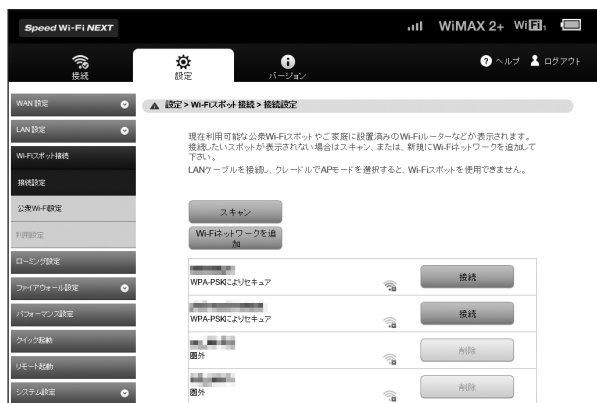 Speed Wi-Fi NEXT
WiMAX 2+ WiFi 1
接続
設定
バージョン
? ヘルプ
ログアウト
WAN 設定
LAN 設定
Wi-Fiスポット接続
接続設定
公衆Wi-Fi設定
利用設定
ローミング設定
ファイアウォール設定
パフォーマンス設定
クイック起動
リモート起動
システム設定
設定 > Wi-Fiスポット 接続 > 接続設定
現在利用可能な公衆Wi-Fiスポットやご家庭に設置済みのWi-Fiルーターなどが表示されます。
接続したいスポットが表示されない場合はスキャン、または、新規にWi-Fiネットワークを追加して
下さい。
LANケーブルを接続し、クレードルでAPモードを選択すると、Wi-Fiスポットを使用できません。
スキャン
Wi-Fiネットワークを追
加
WPA-PSKによりセキュア
接続
WPA-PSKによりセキュア
接続
圏外
削除
圏外
削除